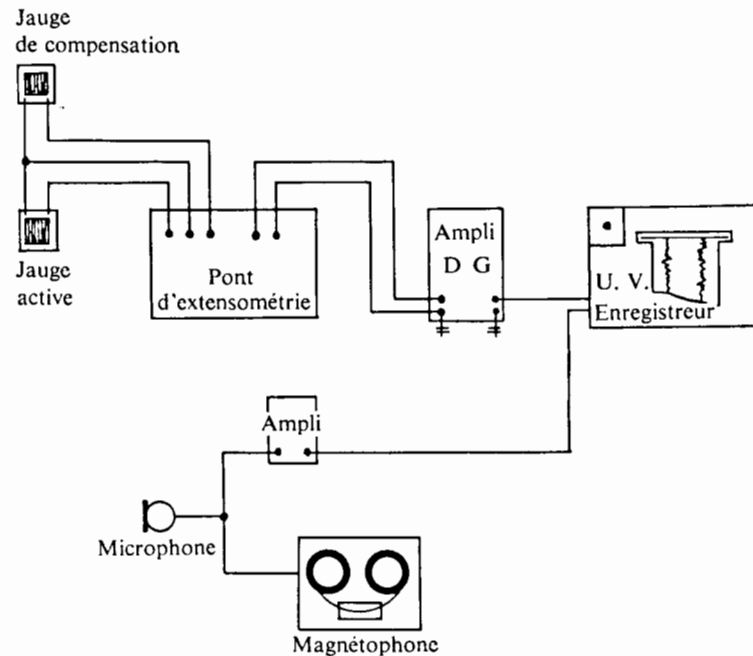 Jauge
de compensation
Jauge
active
Pont
d'extensométrie
Ampli
D G
U. V.
Enregistreur
Ampli
Microphone
Magnétophone